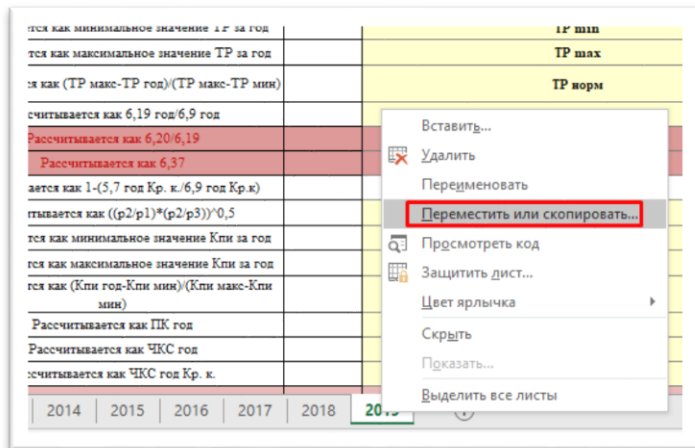 тся как минимальное значение ТР за год
ТР min
тся как максимальное значение ТР за год
ТР max
я как (ТР макс-ТР год)/(ТР макс-ТР мин)
ТР норм
считывается как 6,19 год/6,9 год
Рассчитывается как 6,20/6,19
Рассчитывается как 6,37
ается как 1-(5,7 год Кр. к./6,9 год Кр.к)
тывается как ((p2/p1)*(p2/p3))^0,5
тся как минимальное значение Кпи за год
тся как максимальное значение Кпи за год
тся как (Кпи год-Кпи мин)/(Кпи макс-Кпи
мин)
Рассчитывается как ПК год
Рассчитывается как ЧКС год
считывается как ЧКС год Кр. к.
Вставить...
Удалить
Переименовать
Переместить или скопировать...
Просмотреть код
Защитить лист...
Цвет ярлычка
Скрыть
Показать...
Выделить все листы
2014 2015 2016 2017 2018 2019